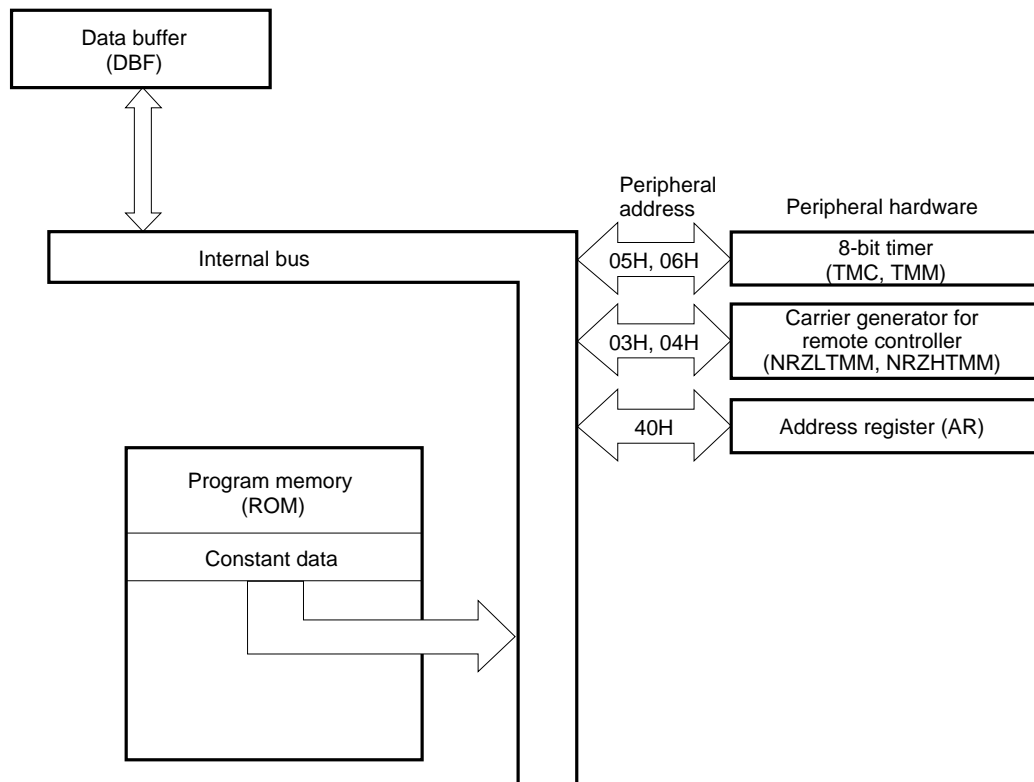 Data buffer
(DBF)
Peripheral
address
Peripheral hardware
Internal bus
05H, 06H
8-bit timer
(TMC, TMM)
03H, 04H
Carrier generator for
remote controller
(NRZLTMM, NRZHTMM)
40H
Address register (AR)
Program memory
(ROM)
Constant data